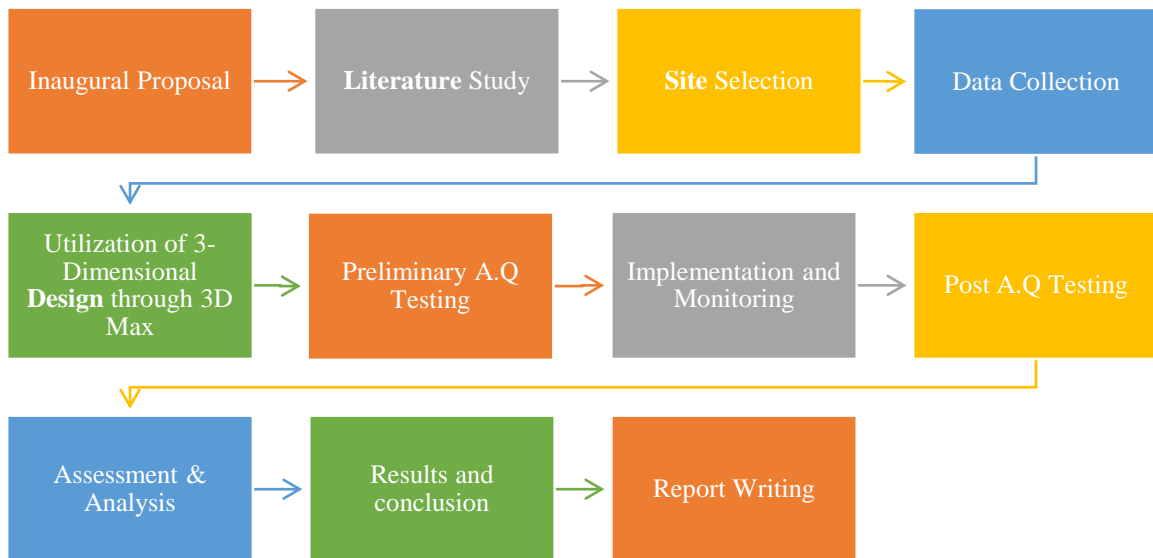 Inaugural Proposal
Literature Study
Site Selection
Data Collection
Utilization of 3-
Dimensional
Design through 3D
Max
Preliminary A.Q
Testing
Implementation and
Monitoring
Post A.Q Testing
Assessment &
Analysis
Results and
conclusion
Report Writing